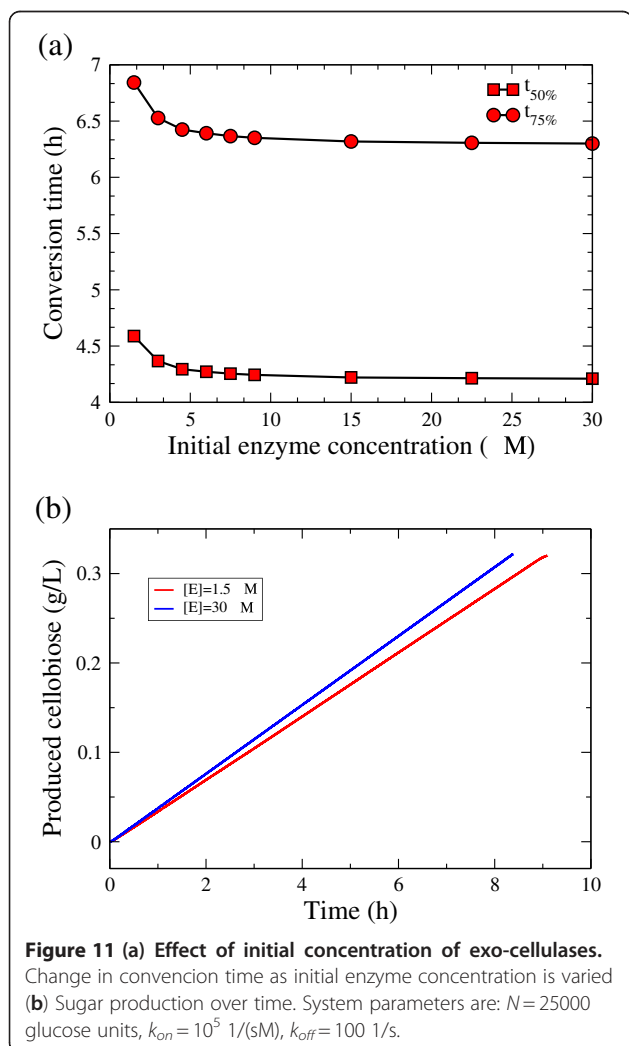 (a)
7
6.5
6
5.5
5
4.5
4
Conversion time (h)
t50%
t75%
0 5 10 15 20 25 30
Initial enzyme concentration ( M)
(b)
0.3
0.2
0.1
0
Produced cellobiose (g/L)
[E]=1.5 M
[E]=30 M
0 2 4 6 8 10
Time (h)
Figure 11 (a) Effect of initial concentration of exo-cellulases.
Change in convencion time as initial enzyme concentration is varied
(b) Sugar production over time. System parameters are: N = 25000
glucose units, kon = 10⁵ 1/(sM), koff = 100 1/s.